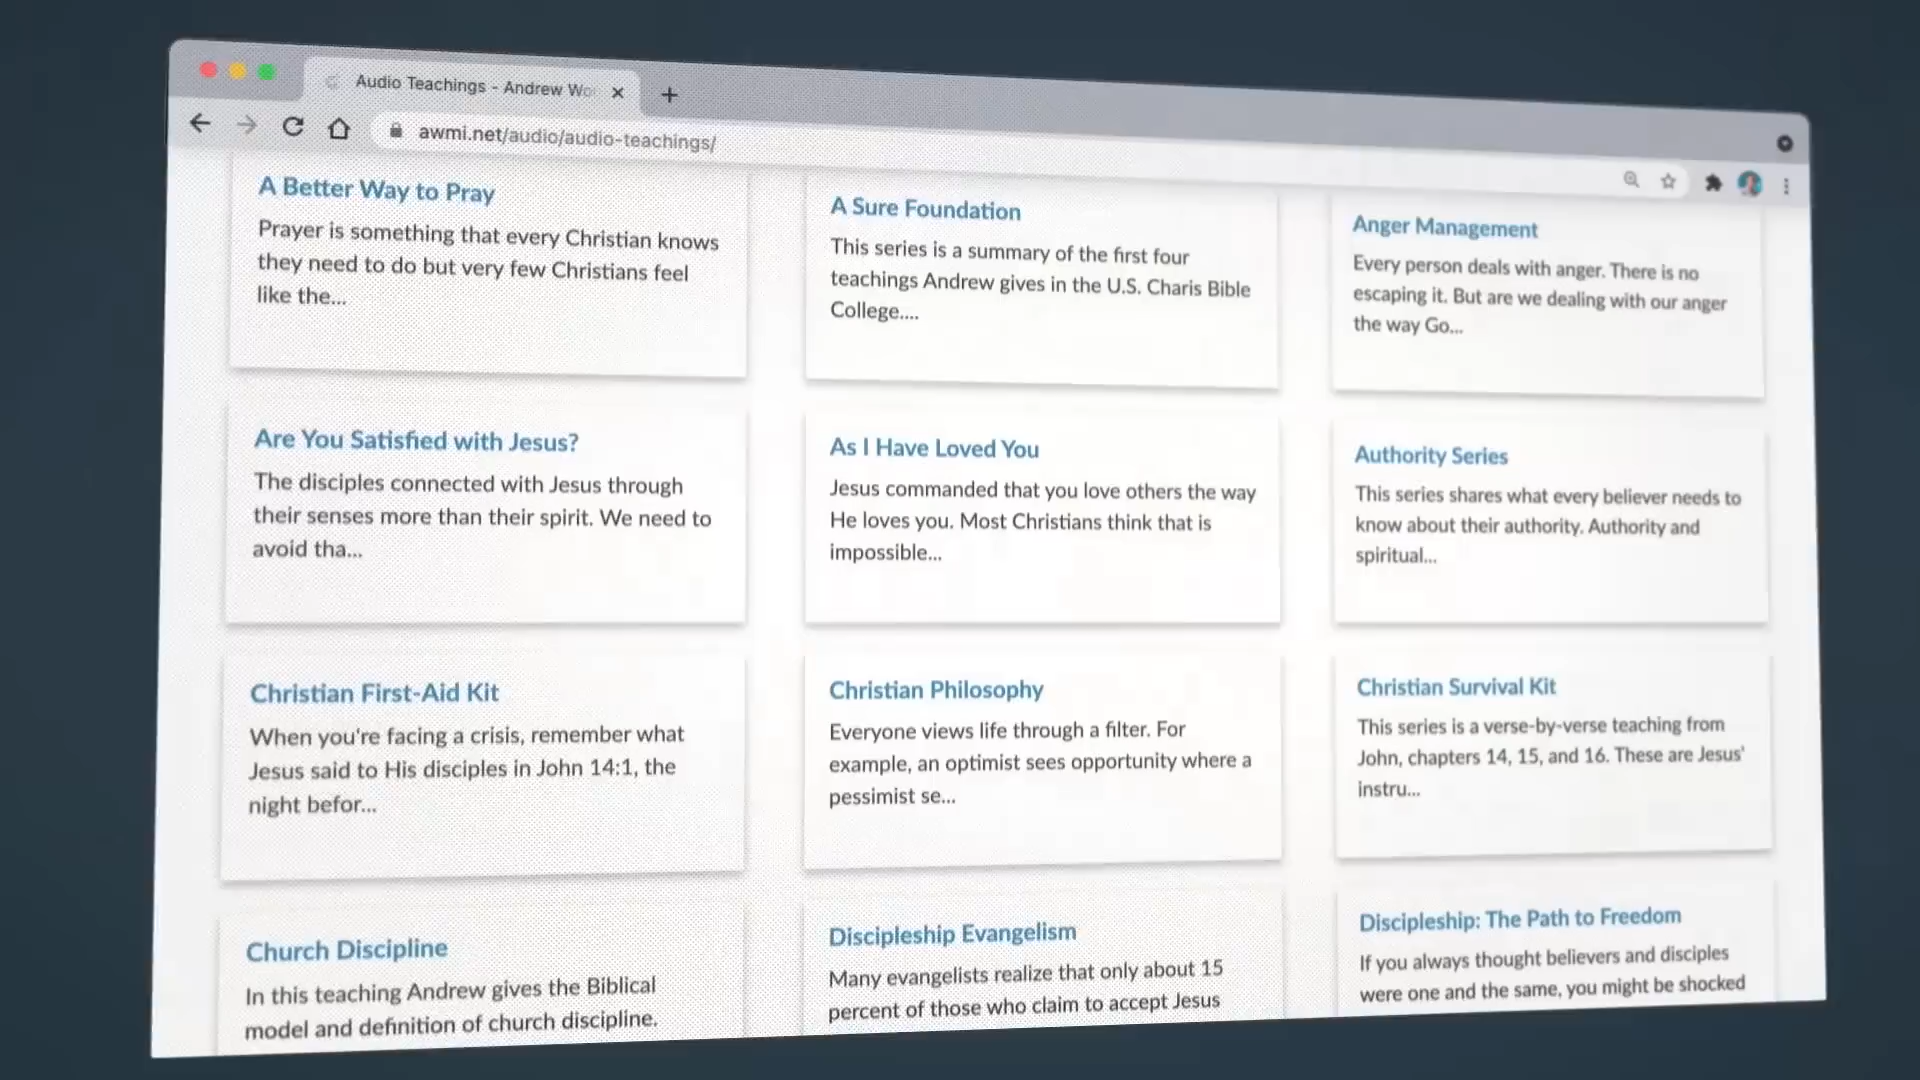 Audio Teachings - Andrew Wo
awmi.net/audio/audio-teachings/
A Better Way to Pray
Prayer is something that every Christian knows
they need to do but very few Christians feel
like the...
A Sure Foundation
This series is a summary of the first four
teachings Andrew gives in the U.S. Charis Bible
College....
Anger Management
Every person deals with anger. There is no
escaping it. But are we dealing with our anger
the way Go...
Are You Satisfied with Jesus?
The disciples connected with Jesus through
their senses more than their spirit. We need to
avoid tha...
As I Have Loved You
Jesus commanded that you love others the way
He loves you. Most Christians think that is
impossible...
Authority Series
This series shares what every believer needs to
know about their authority. Authority and
spiritual...
Christian First-Aid Kit
When you're facing a crisis, remember what
Jesus said to His disciples in John 14:1, the
night befor...
Christian Philosophy
Everyone views life through a filter. For
example, an optimist sees opportunity where a
pessimist se...
Christian Survival Kit
This series is a verse-by-verse teaching from
John, chapters 14, 15, and 16. These are Jesus'
instru...
Church Discipline
In this teaching Andrew gives the Biblical
model and definition of church discipline.
Discipleship Evangelism
Many evangelists realize that only about 15
percent of those who claim to accept Jesus
Discipleship: The Path to Freedom
If you always thought believers and disciples
were one and the same, you might be shocked